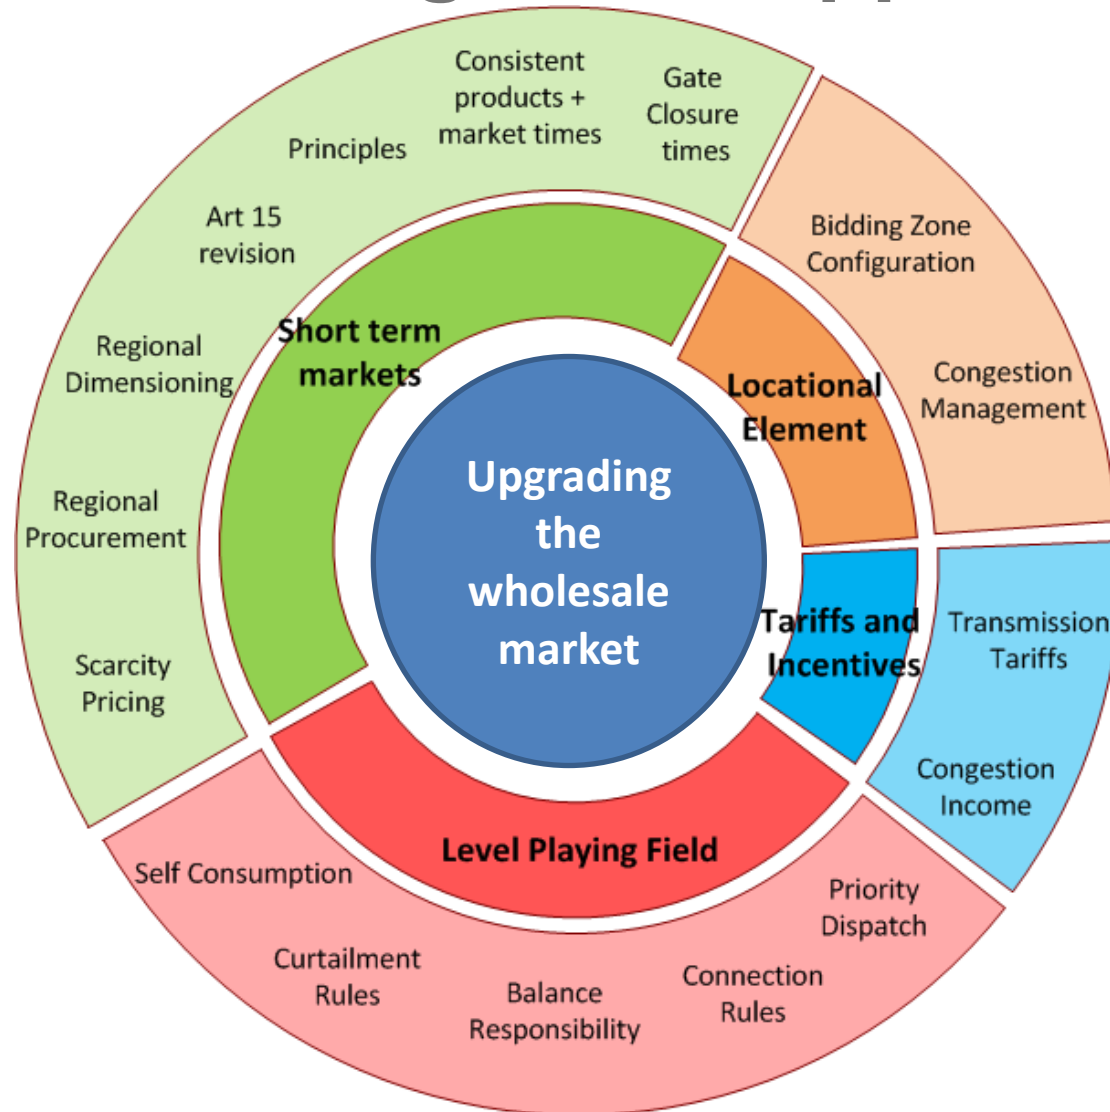 Consistent
products +
market times
Gate
Closure
times
Principles
Art 15
revision
Regional
Dimensioning
Regional
Procurement
Scarcity
Pricing
Short term
markets
Bidding Zone
Configuration
Congestion
Management
Locational
Element
Upgrading
the
wholesale
market
Tariffs and
Incentives
Transmission
Tariffs
Congestion
Income
Level Playing Field
Self Consumption
Curtailment
Rules
Balance
Responsibility
Connection
Rules
Priority
Dispatch